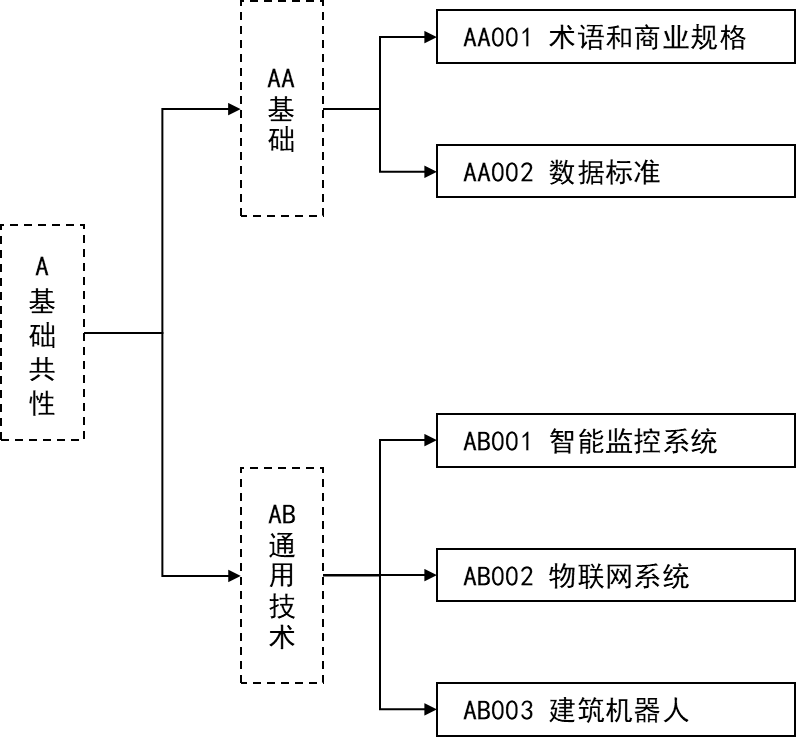 A
基础共性
AA
基础
AA001 术语和商业规格
AA002 数据标准
AB
通用技术
AB001 智能监控系统
AB002 物联网系统
AB003 建筑机器人